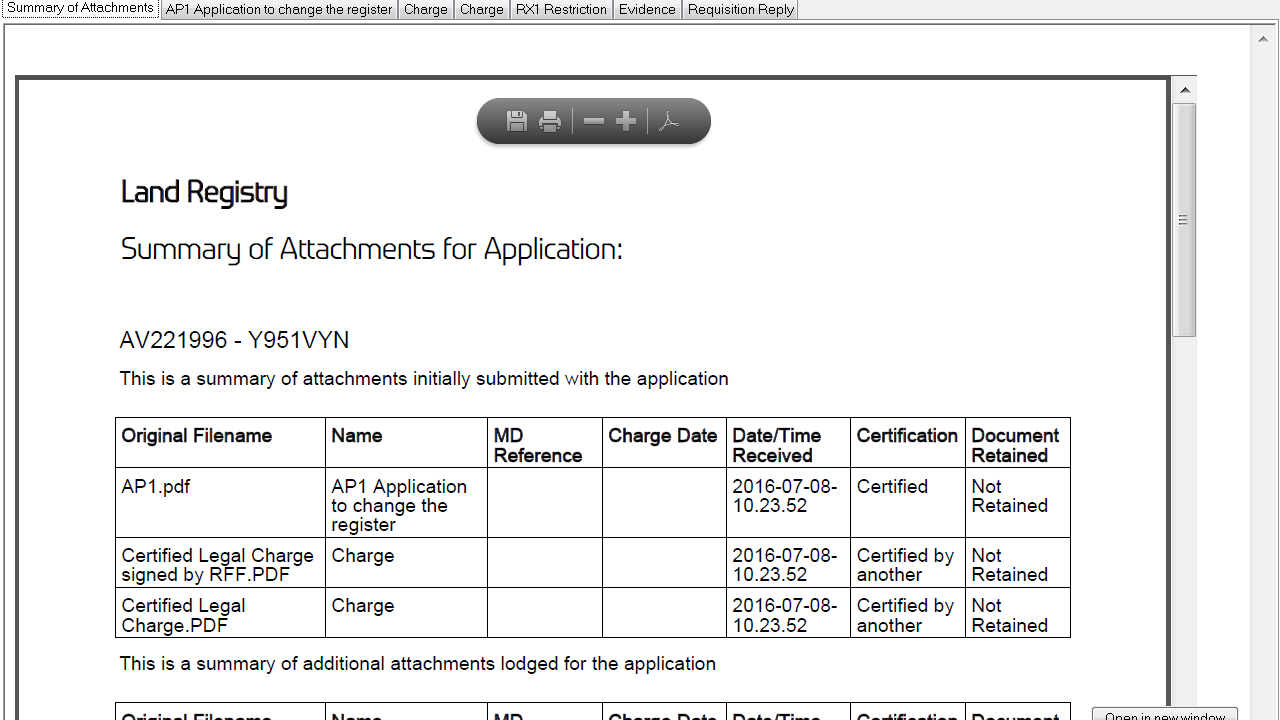 Summary of Attachments AP1 Application to change the register Charge Charge RX1 Restriction Evidence Requisition Reply
Land Registry
Summary of Attachments for Application:
AV221996 - Y951VYN
This is a summary of attachments initially submitted with the application
Original Filename Name MD Reference Charge Date Date/Time Received Certification Document Retained
AP1.pdf AP1 Application to change the register 2016-07-08-10.23.52 Certified Not Retained
Certified Legal Charge signed by RFF.PDF Charge 2016-07-08-10.23.52 Certified by another Not Retained
Certified Legal Charge.PDF Charge 2016-07-08-10.23.52 Certified by another Not Retained
This is a summary of additional attachments lodged for the application
Original Filename Name MD Charge Date Date/Time Certification Document
Open in new window